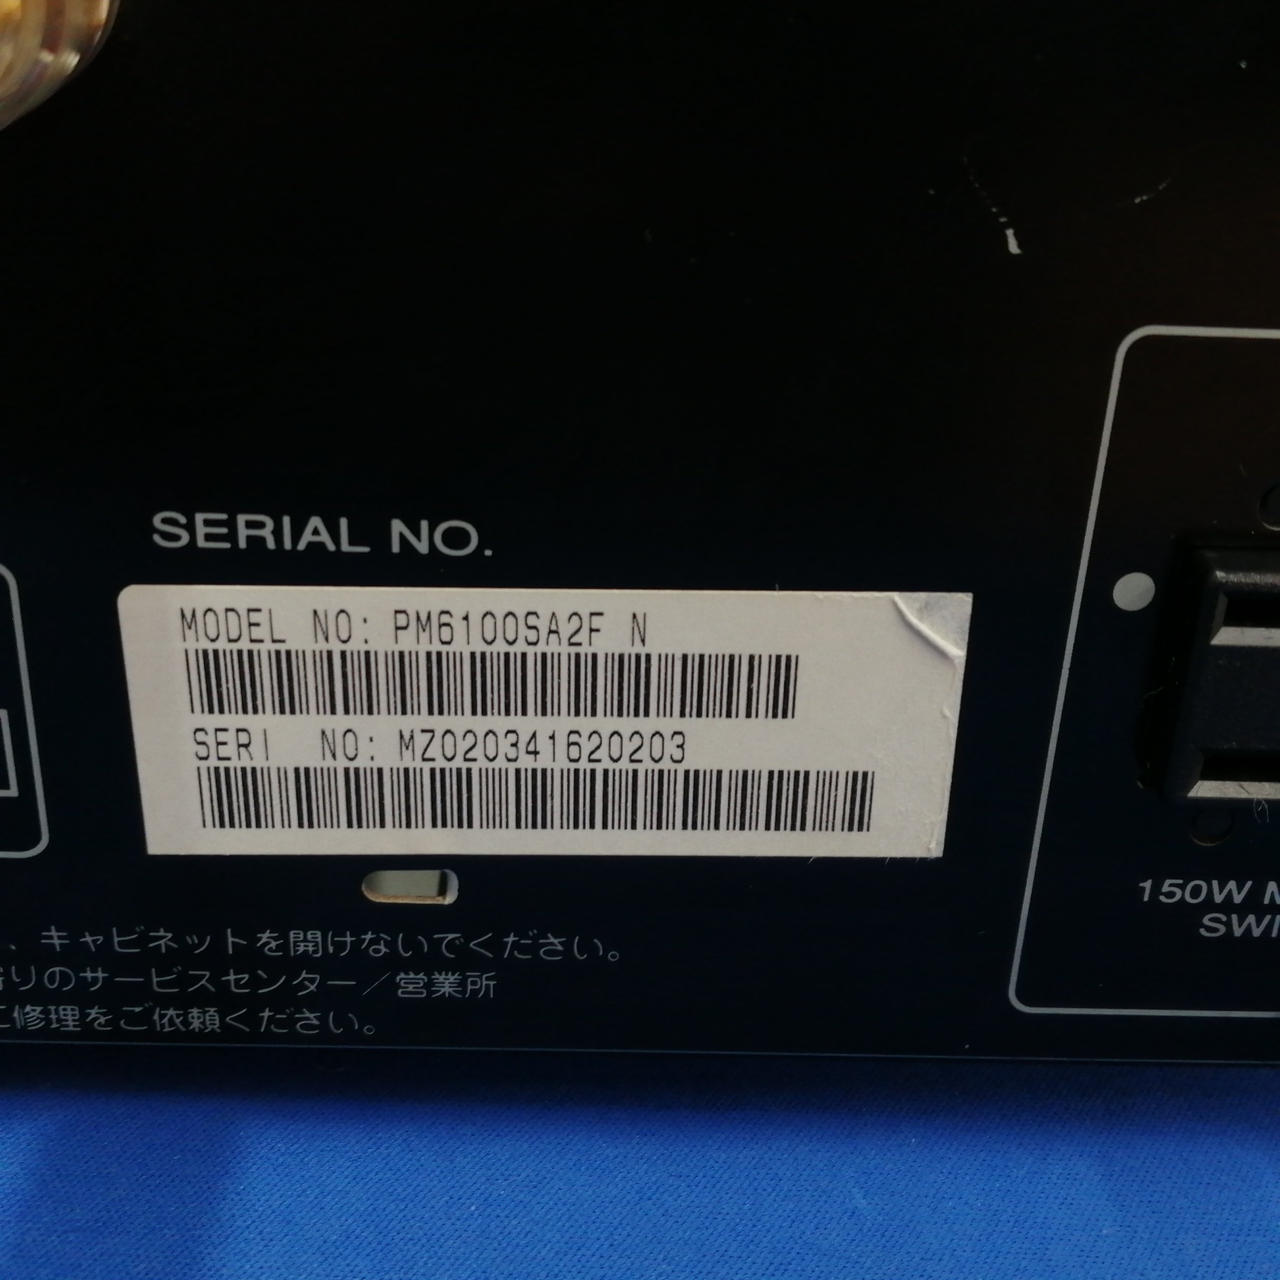 SERIAL NO.
MODEL NO: PM6100SA2F N
SERI NO: MZ020341620203
、キャビネットを開けないでください。
りのサービスセンター／営業所
修理をご依頼ください。
150W
SW